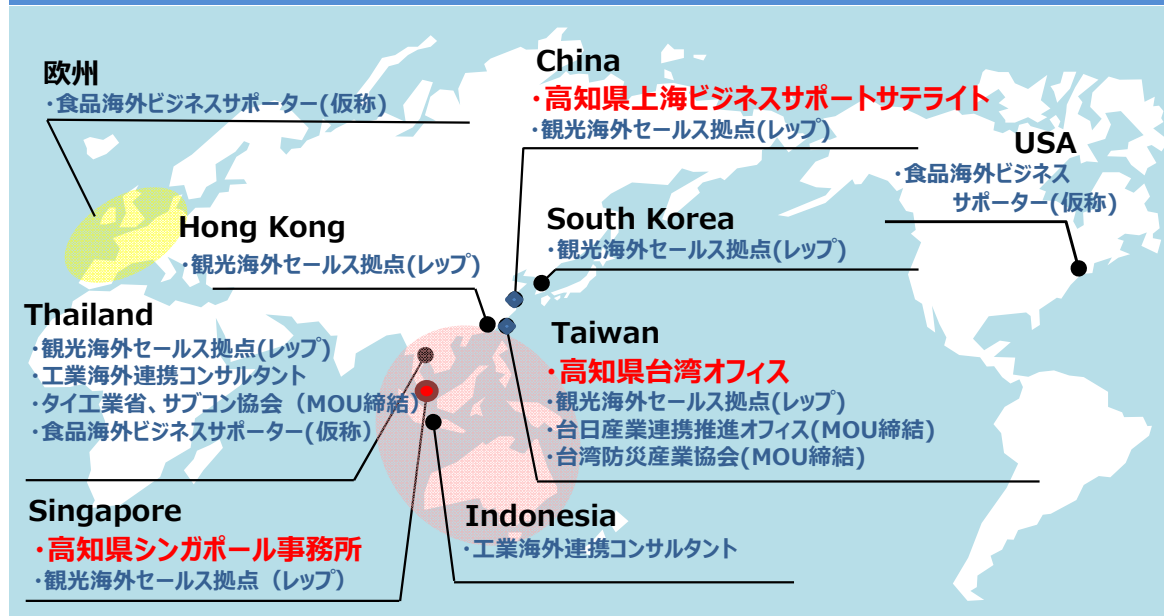 欧州
・食品海外ビジネスサポーター(仮称)
China
・高知県上海ビジネスサポートサテライト
・観光海外セールス拠点(レップ)
USA
・食品海外ビジネス
サポーター(仮称)
Hong Kong
・観光海外セールス拠点(レップ)
South Korea
・観光海外セールス拠点(レップ)
Thailand
・観光海外セールス拠点(レップ)
・工業海外連携コンサルタント
・タイ工業省、サブコン協会（MOU締結）
・食品海外ビジネスサポーター(仮称)
Taiwan
・高知県台湾オフィス
・観光海外セールス拠点(レップ)
・台日産業連携推進オフィス(MOU締結)
・台湾防災産業協会(MOU締結)
Singapore
・高知県シンガポール事務所
・観光海外セールス拠点（レップ）
Indonesia
・工業海外連携コンサルタント